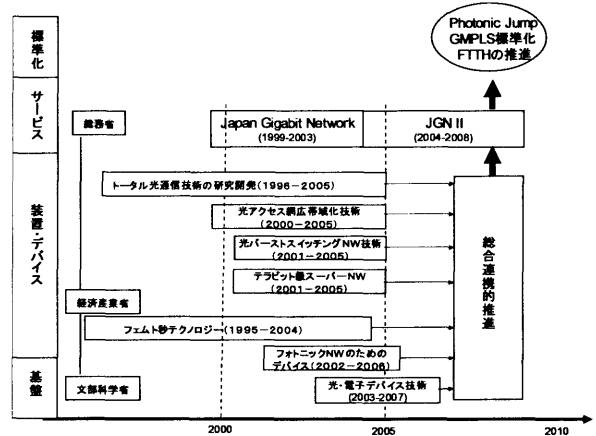 Photonic Jump
GMPLS標準化
FTTHの推進
標準化
サービス
総務省
Japan Gigabit Network
(1999-2003)
JGN II
(2004-2008)
装置・デバイス
トータル光通信技術の研究開発(1996-2005)
光アクセス網広帯域化技術
(2000-2005)
光バーストスイッチングNW技術
(2001-2005)
テラビット級スーパーNW
(2001-2005)
総合連携的推進
経済産業省
フェムト秒テクノロジー(1995-2004)
フォトニックNWのための
デバイス(2002-2006)
基盤
文部科学省
光・電子デバイス技術
(2003-2007)
2000
2005
2010